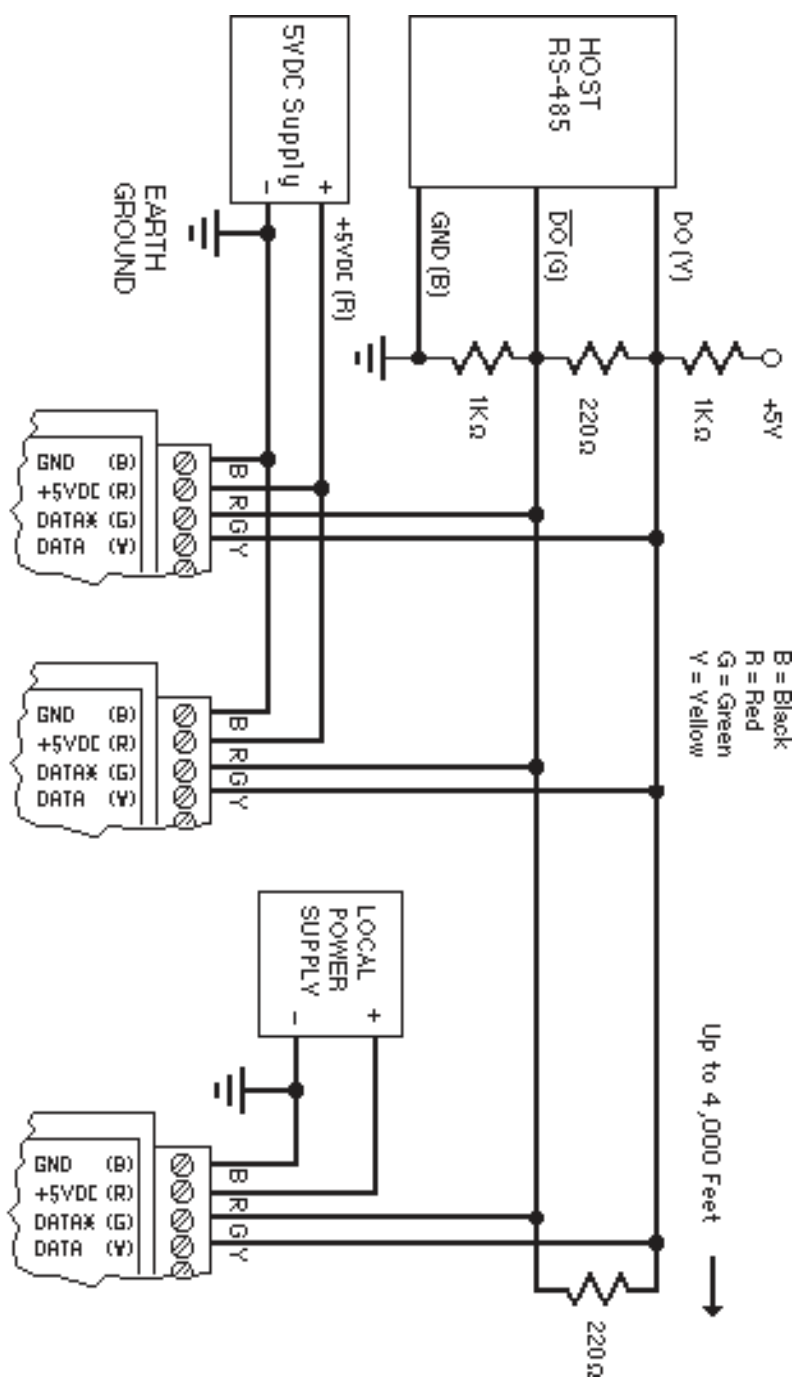 HOST
RS-485
GND (B)
DO (G)
DO (Y)
+5V
1KΩ
220Ω
1KΩ
5VDC Supply
-
+
+5VDC (R)
EARTH
GROUND
GND (B)
+5VDC (R)
DATA* (G)
DATA (Y)
B
R
G
Y
GND (B)
+5VDC (R)
DATA* (G)
DATA (Y)
B
R
G
Y
B = Black
R = Red
G = Green
Y = Yellow
LOCAL
POWER
SUPPLY
-
+
GND (B)
+5VDC (R)
DATA* (G)
DATA (Y)
B
R
G
Y
Up to 4,000 Feet
220Ω